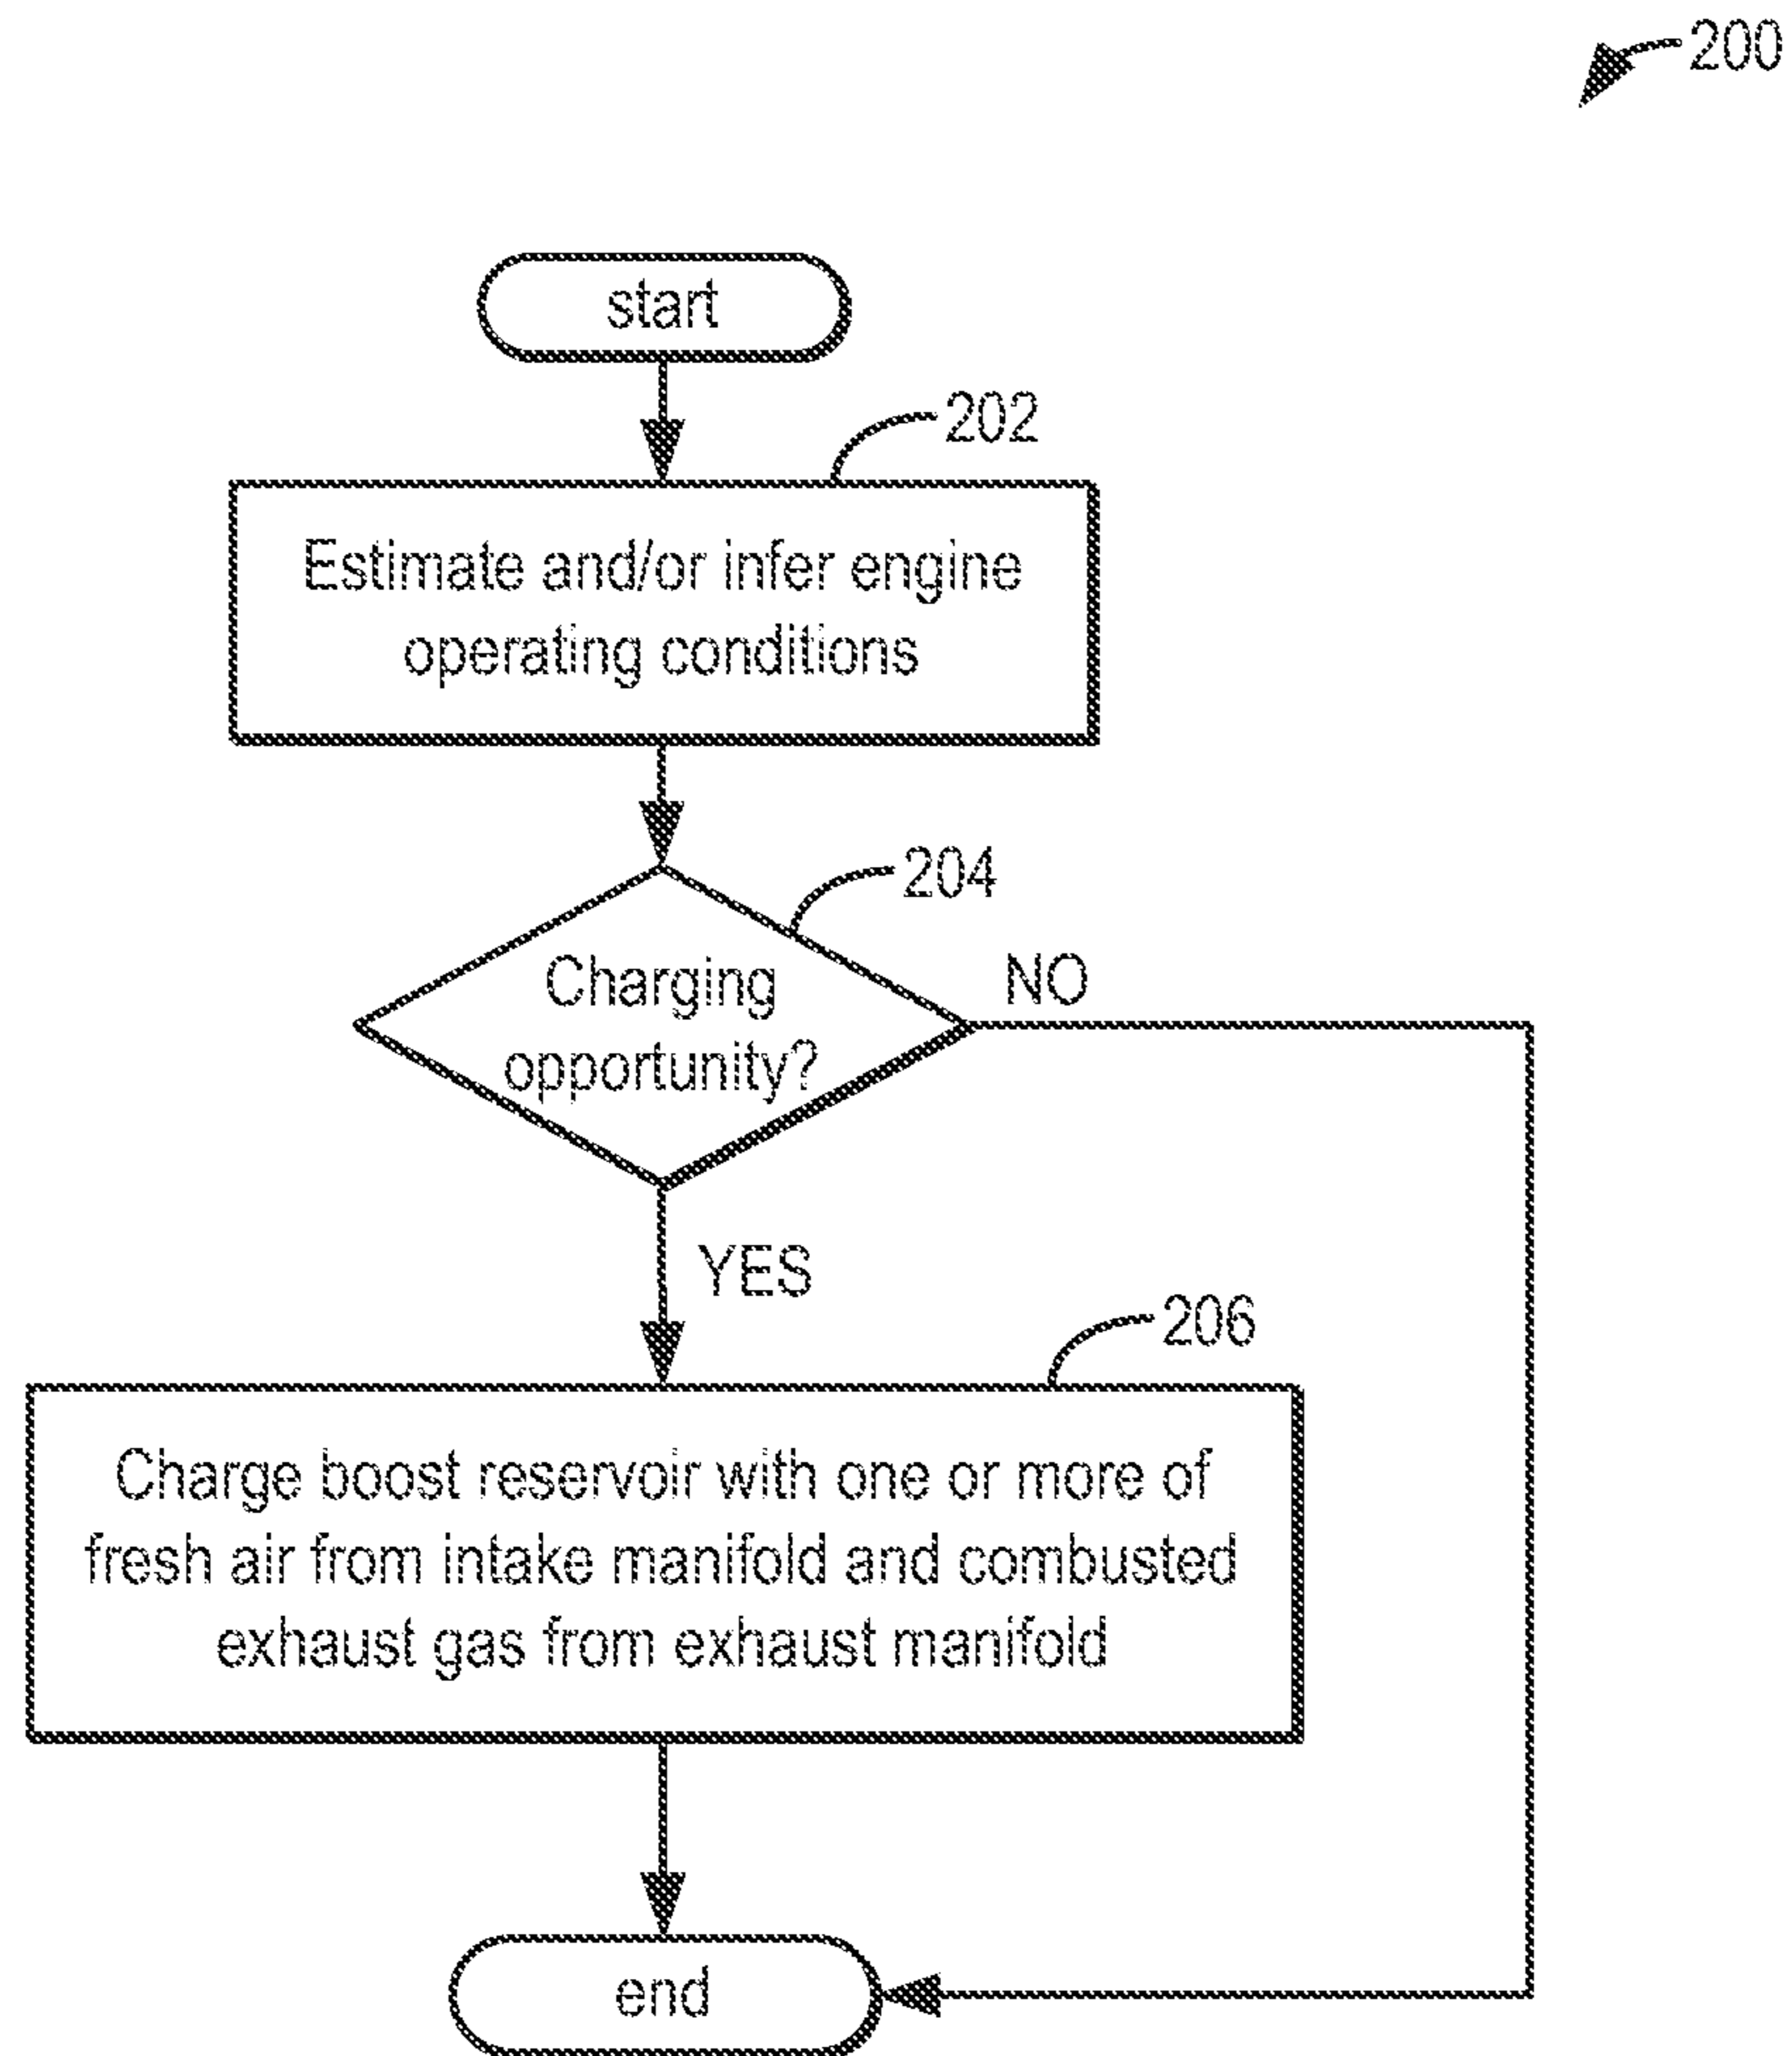 200
start
202
Estimate and/or infer engine
operating conditions
204
Charging
opportunity?
NO
YES
206
Charge boost reservoir with one or more of
fresh air from intake manifold and combusted
exhaust gas from exhaust manifold
end